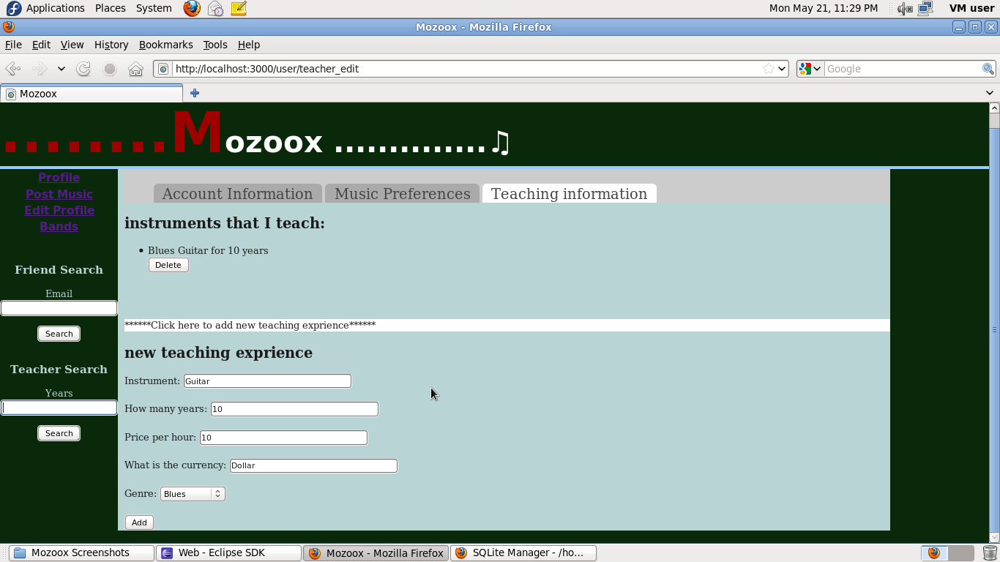 Applications Places System Mon May 21, 11:29 PM VM user
Mozoox - Mozilla Firefox
File Edit View History Bookmarks Tools Help
http://localhost:3000/user/teacher_edit Google
Mozoox
........Mozoox ..............♫
Profile
Post Music
Edit Profile
Bands
Friend Search
Email
Search
Teacher Search
Years
Search
Account Information Music Preferences Teaching information
instruments that I teach:
• Blues Guitar for 10 years
Delete
******Click here to add new teaching exprience******
new teaching exprience
Instrument: Guitar
How many years: 10
Price per hour: 10
What is the currency: Dollar
Genre: Blues
Add
Mozoox Screenshots Web - Eclipse SDK Mozoox - Mozilla Firefox SQLite Manager - /ho...